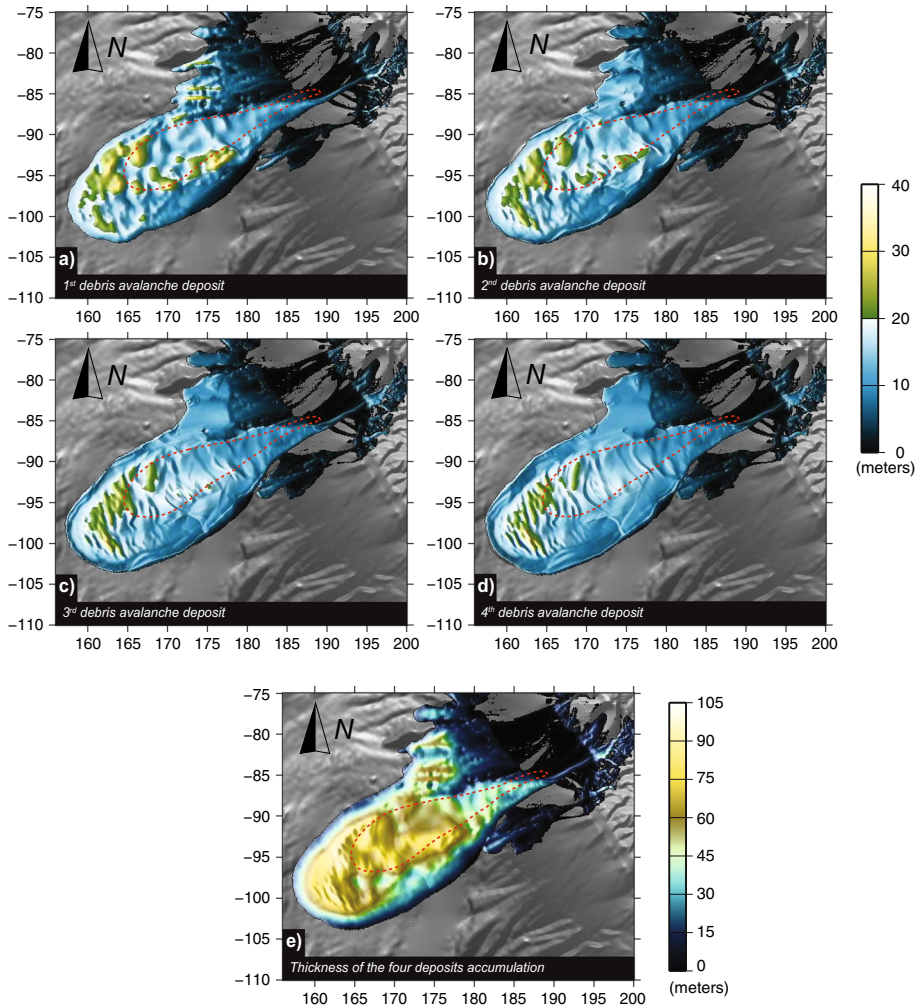 −75
−80
−85
−90
−95
−100
−105
−110
N
a)
1st debris avalanche deposit
160 165 170 175 180 185 190 195 200
−75
−80
−85
−90
−95
−100
−105
−110
N
b)
2nd debris avalanche deposit
160 165 170 175 180 185 190 195 200
40
30
20
10
0
(meters)
−75
−80
−85
−90
−95
−100
−105
−110
N
c)
3rd debris avalanche deposit
160 165 170 175 180 185 190 195 200
−75
−80
−85
−90
−95
−100
−105
−110
N
d)
4th debris avalanche deposit
160 165 170 175 180 185 190 195 200
−75
−80
−85
−90
−95
−100
−105
−110
N
e)
Thickness of the four deposits accumulation
160 165 170 175 180 185 190 195 200
105
90
75
60
45
30
15
0
(meters)